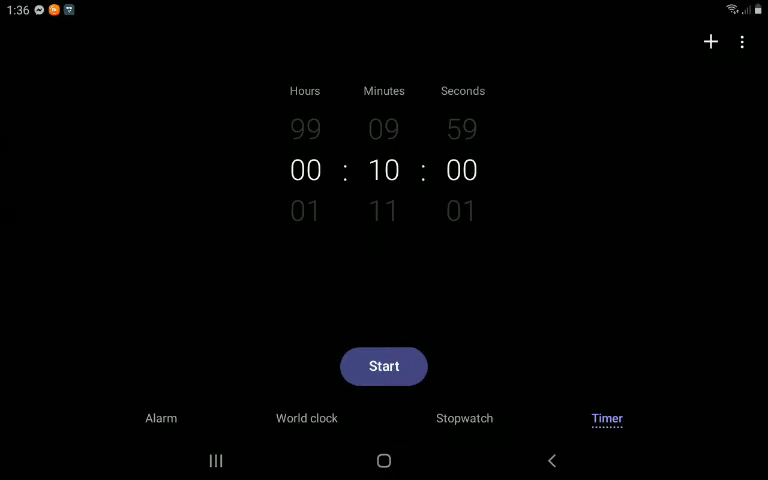 1:36
Hours Minutes Seconds
99 09 59
00 : 10 : 00
01 11 01
Start
Alarm World clock Stopwatch Timer